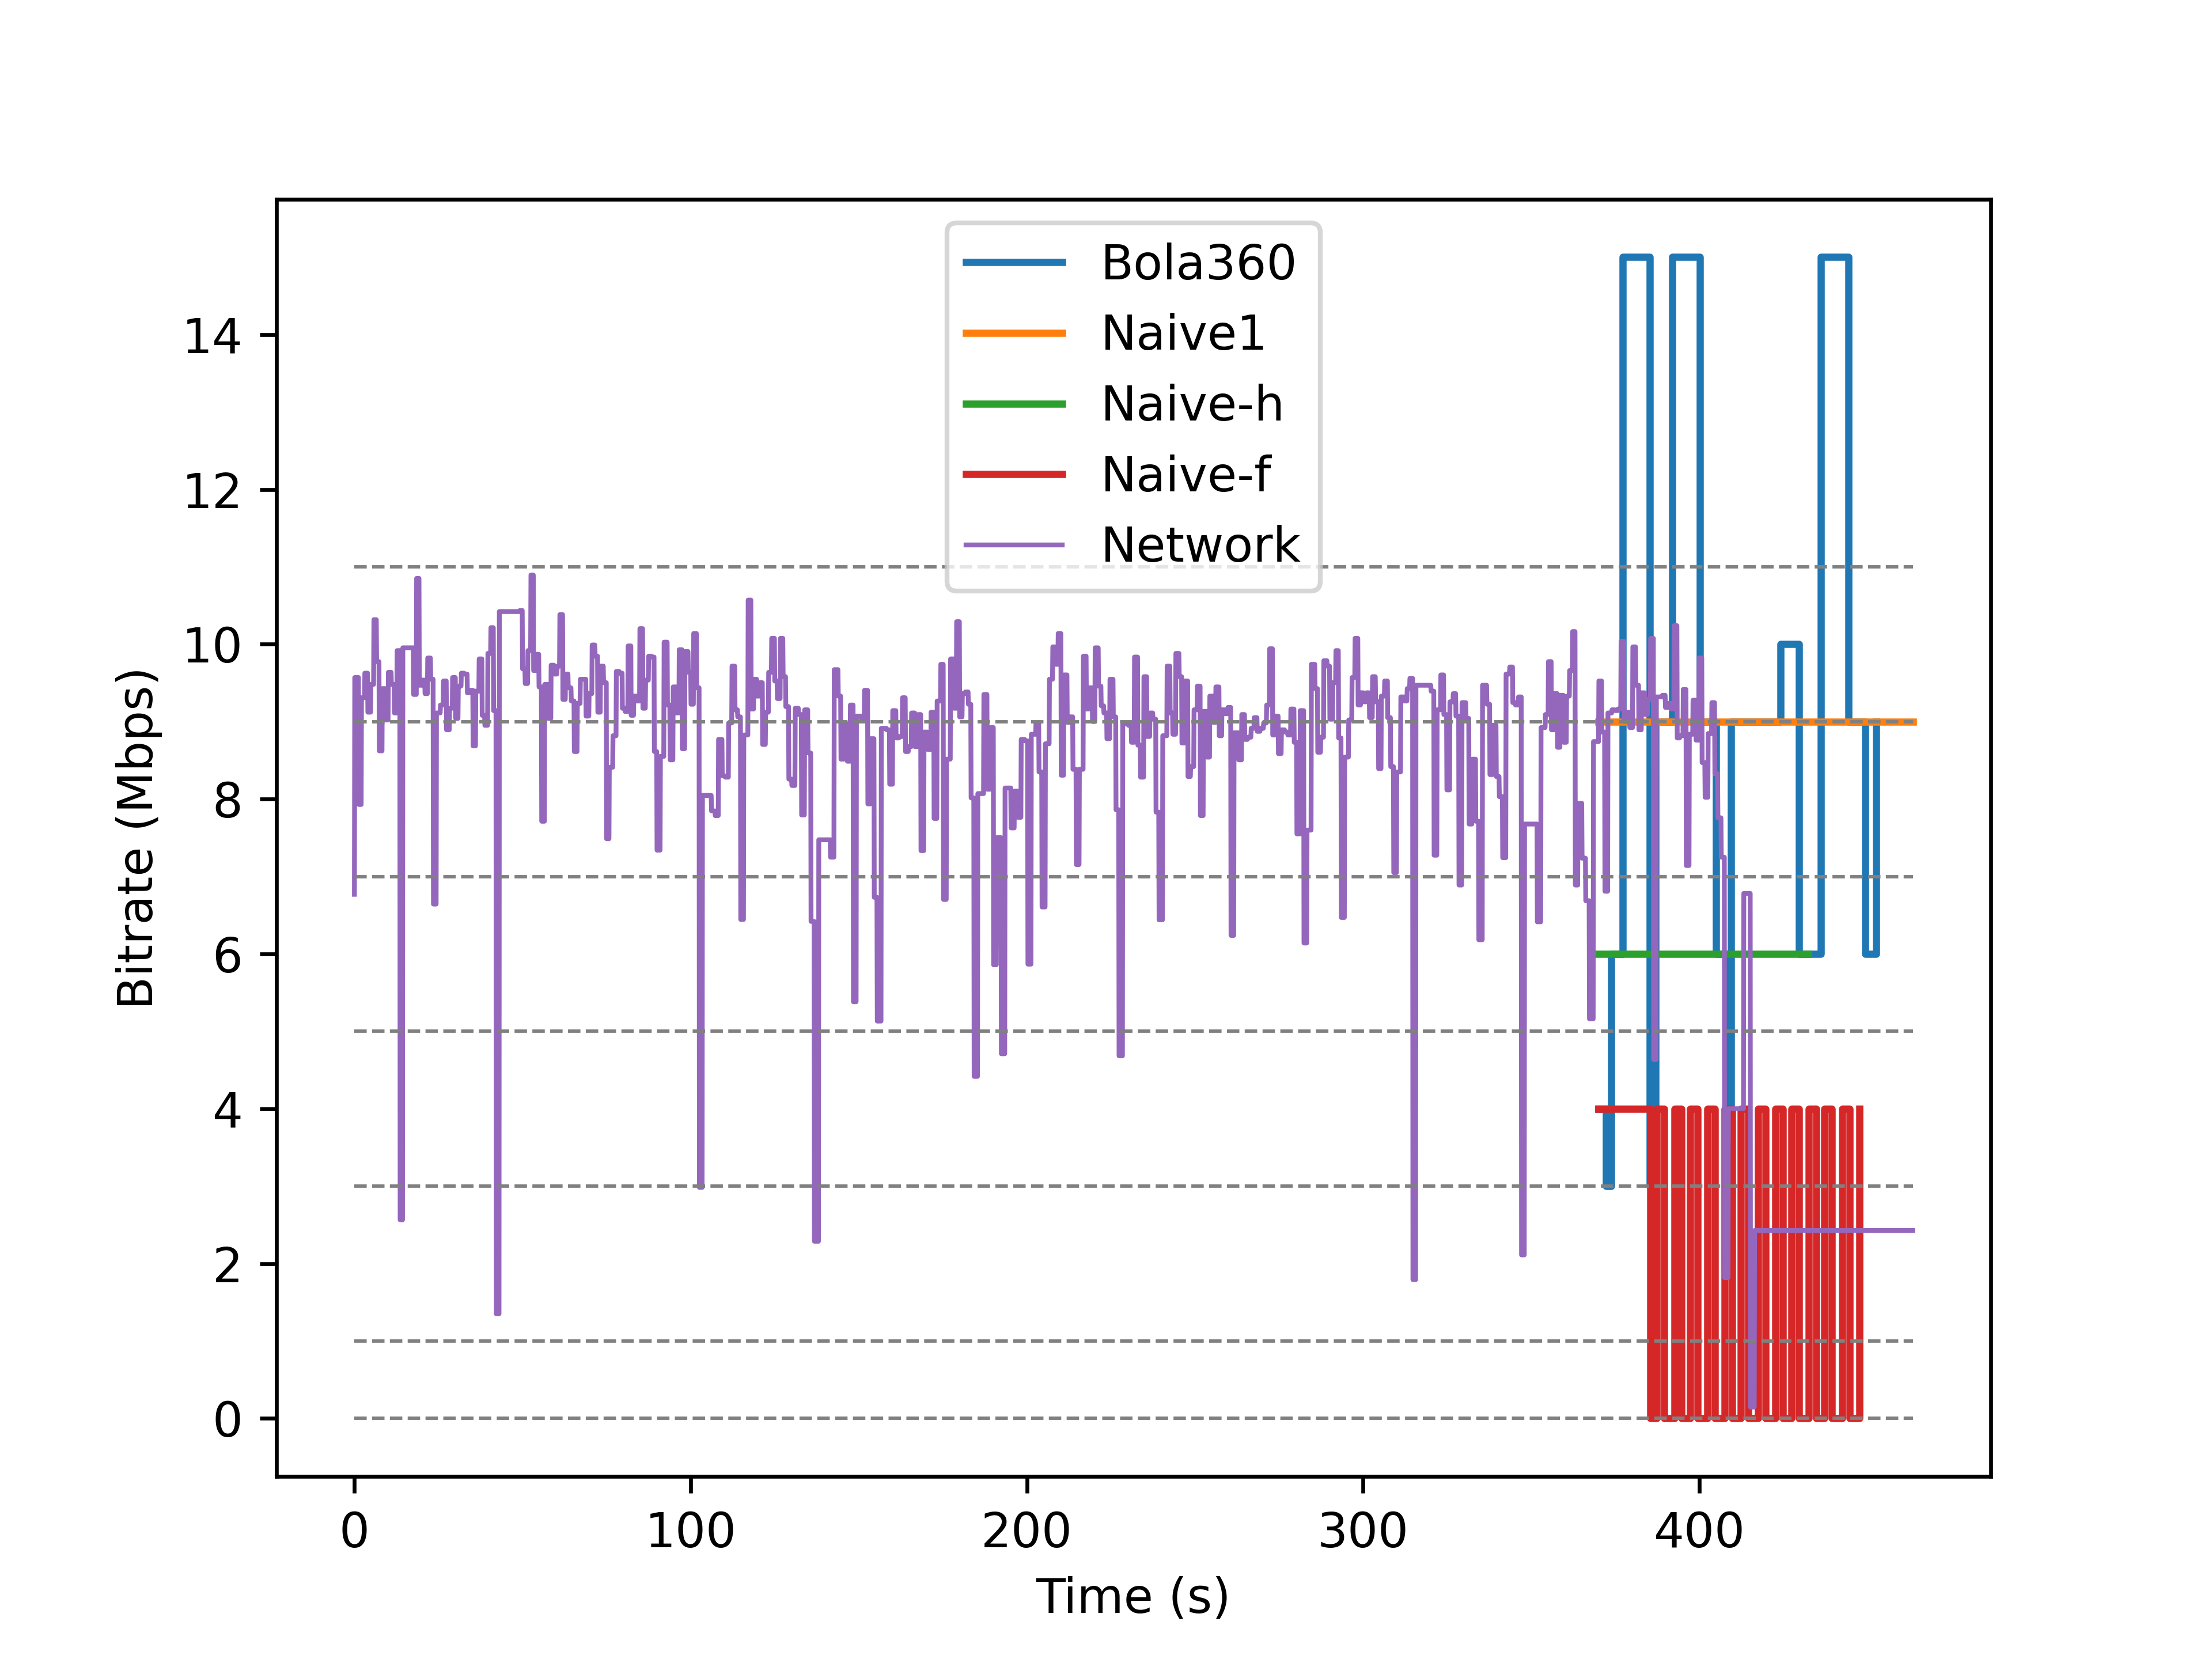 Bola360
Naive1
Naive-h
Naive-f
Network
14
12
10
8
6
4
2
0
Bitrate (Mbps)
0 100 200 300 400
Time (s)